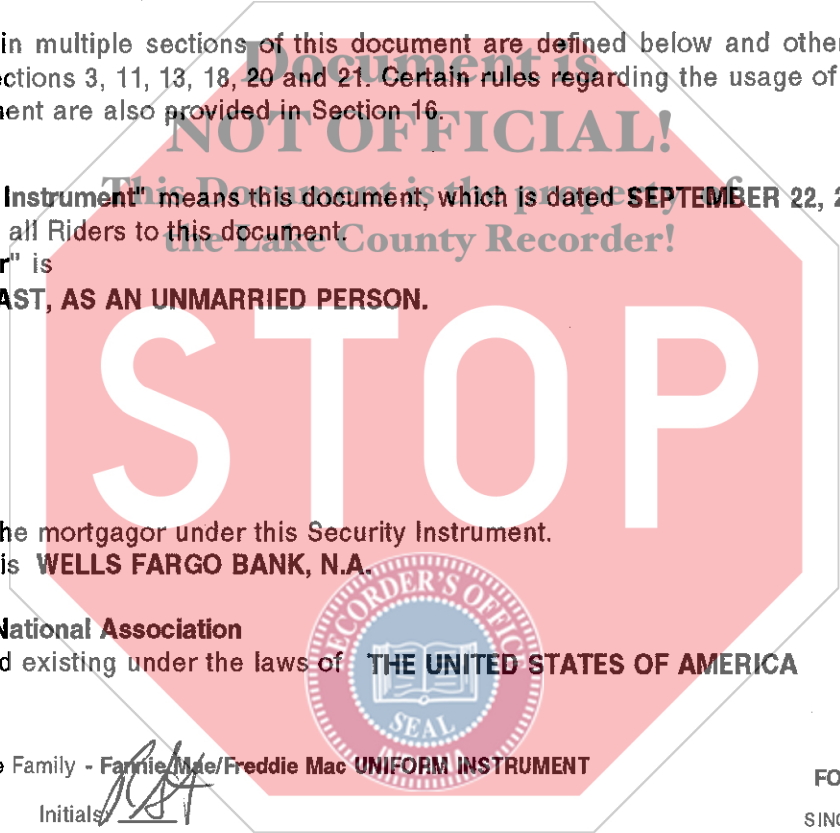 in multiple sections of this document are defined below and other
ctions 3, 11, 13, 18, 20 and 21. Certain rules regarding the usage of
ent are also provided in Section 16.
Document is
NOT OFFICIAL!
This Document is the property of
the Lake County Recorder!
Instrument" means this document, which is dated SEPTEMBER 22, 2
all Riders to this document.
r" is
AST, AS AN UNMARRIED PERSON.
STOP
he mortgagor under this Security Instrument.
is WELLS FARGO BANK, N.A.
National Association
d existing under the laws of THE UNITED STATES OF AMERICA
RECORDER'S OFFICE
SEAL
INDIANA
e Family - Fannie Mae/Freddie Mac UNIFORM INSTRUMENT
FO
Initials:
SING